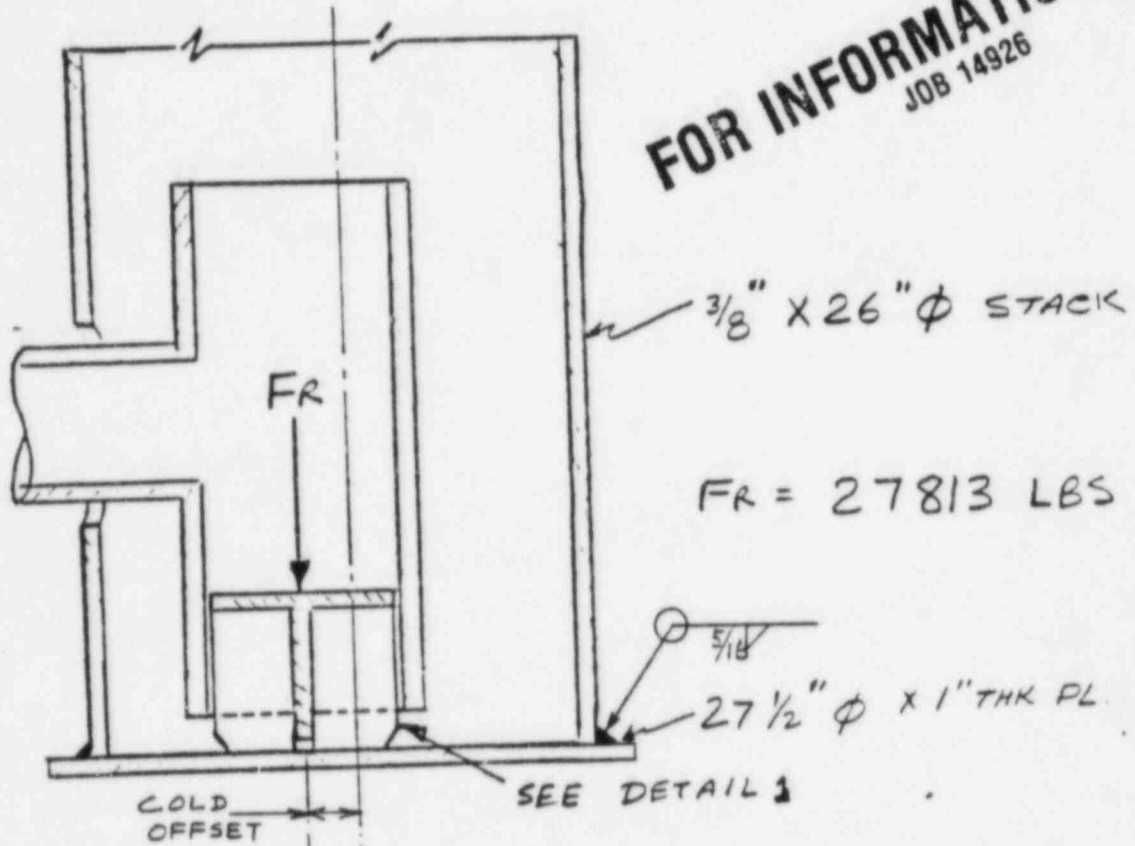 FOR INFORMATIO
JOB 14926
3/8" X 26" ϕ STACK
FR
FR = 27813 LBS
5/16
27 1/2" ϕ X 1" THK PL.
SEE DETAIL 1
COLD
OFFSET